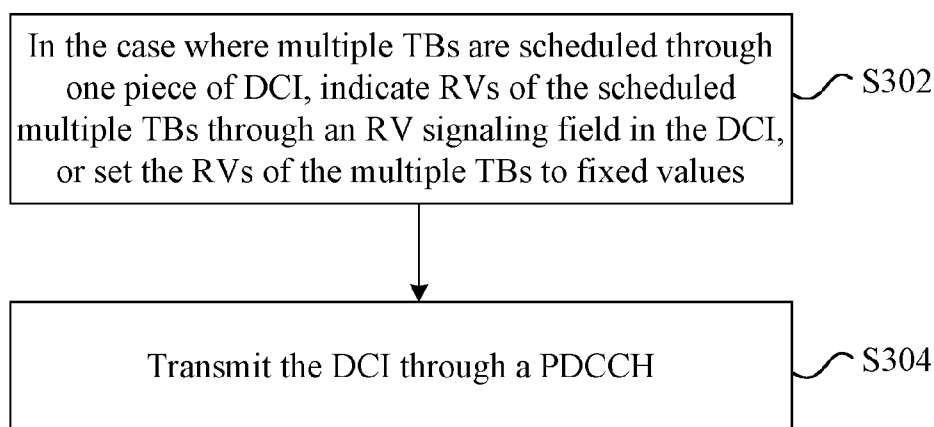 In the case where multiple TBs are scheduled through
one piece of DCI, indicate RVs of the scheduled
multiple TBs through an RV signaling field in the DCI,
or set the RVs of the multiple TBs to fixed values
S302
Transmit the DCI through a PDCCH
S304